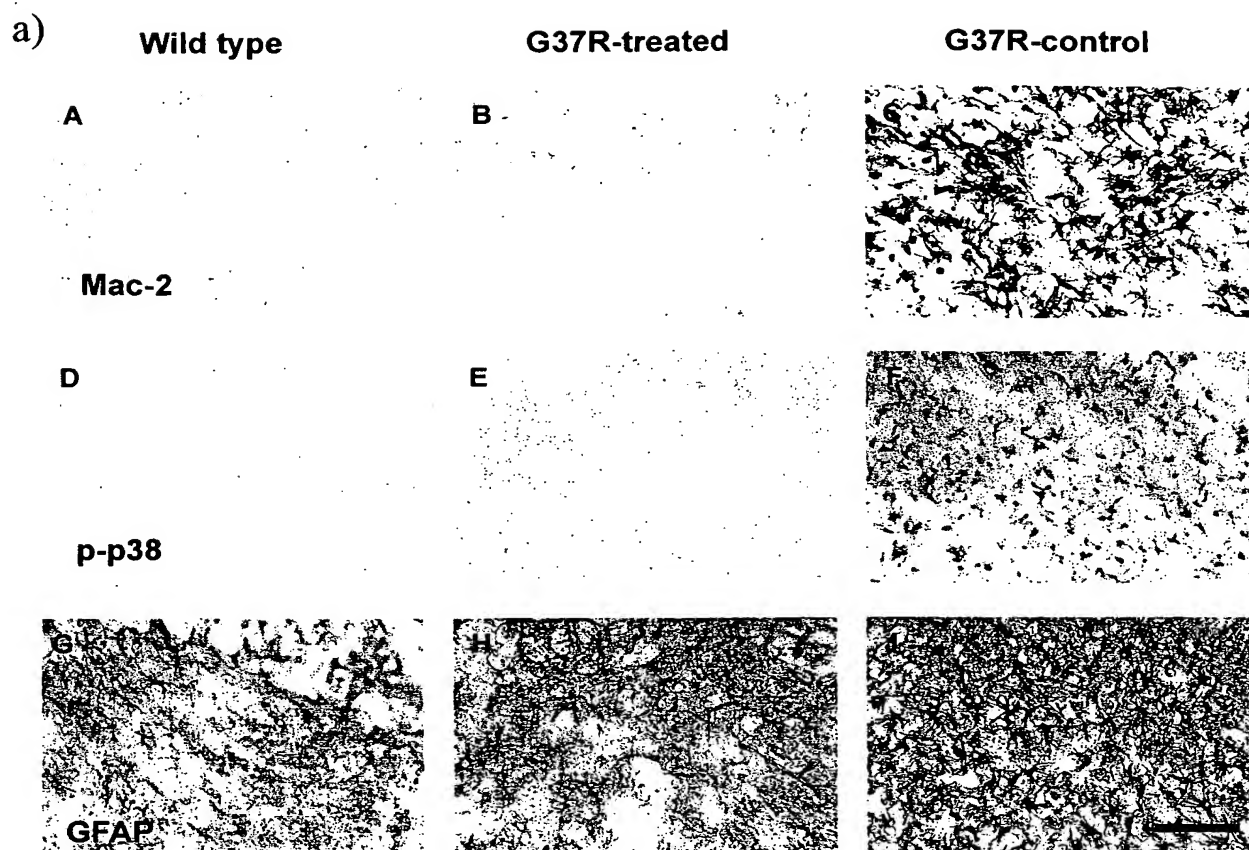 a)
Wild type G37R-treated G37R-control
A B C
Mac-2
D E F
p-p38
G H I
GFAP